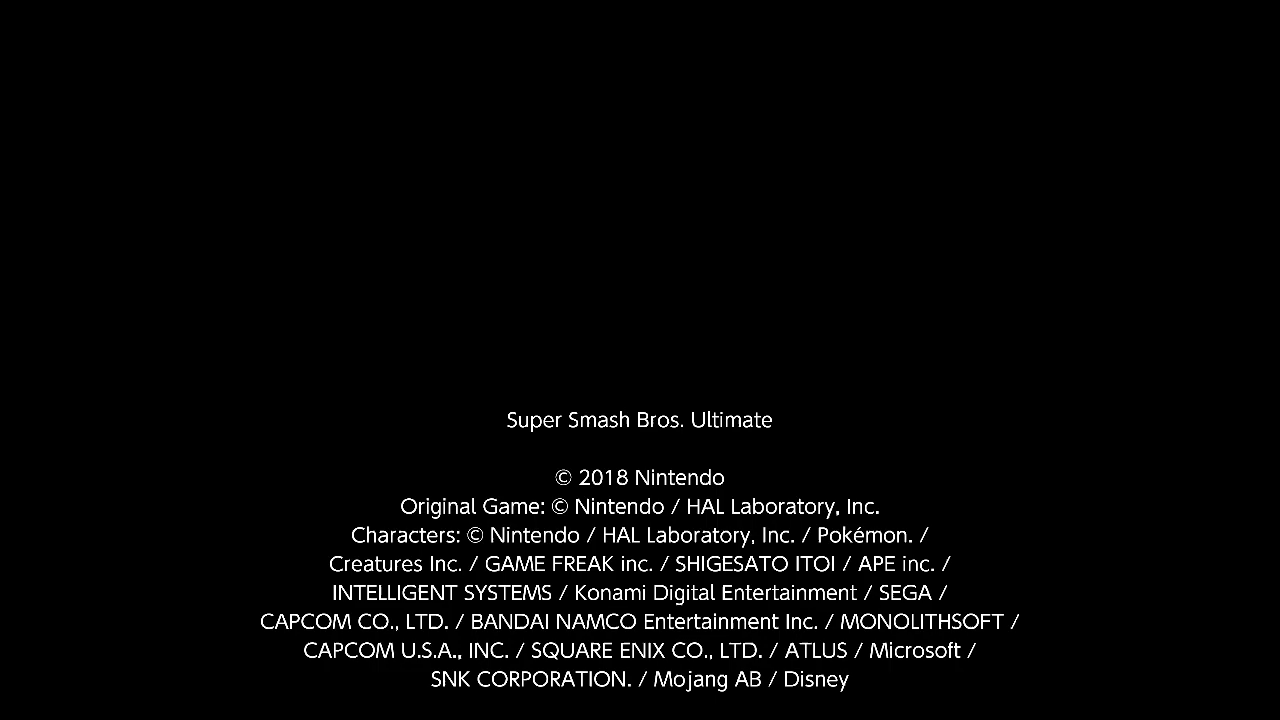 Super Smash Bros. Ultimate
© 2018 Nintendo
Original Game: © Nintendo / HAL Laboratory, Inc.
Characters: © Nintendo / HAL Laboratory, Inc. / Pokémon. /
Creatures Inc. / GAME FREAK inc. / SHIGESATO ITOI / APE inc. /
INTELLIGENT SYSTEMS / Konami Digital Entertainment / SEGA /
CAPCOM CO., LTD. / BANDAI NAMCO Entertainment Inc. / MONOLITHSOFT /
CAPCOM U.S.A., INC. / SQUARE ENIX CO., LTD. / ATLUS / Microsoft /
SNK CORPORATION. / Mojang AB / Disney